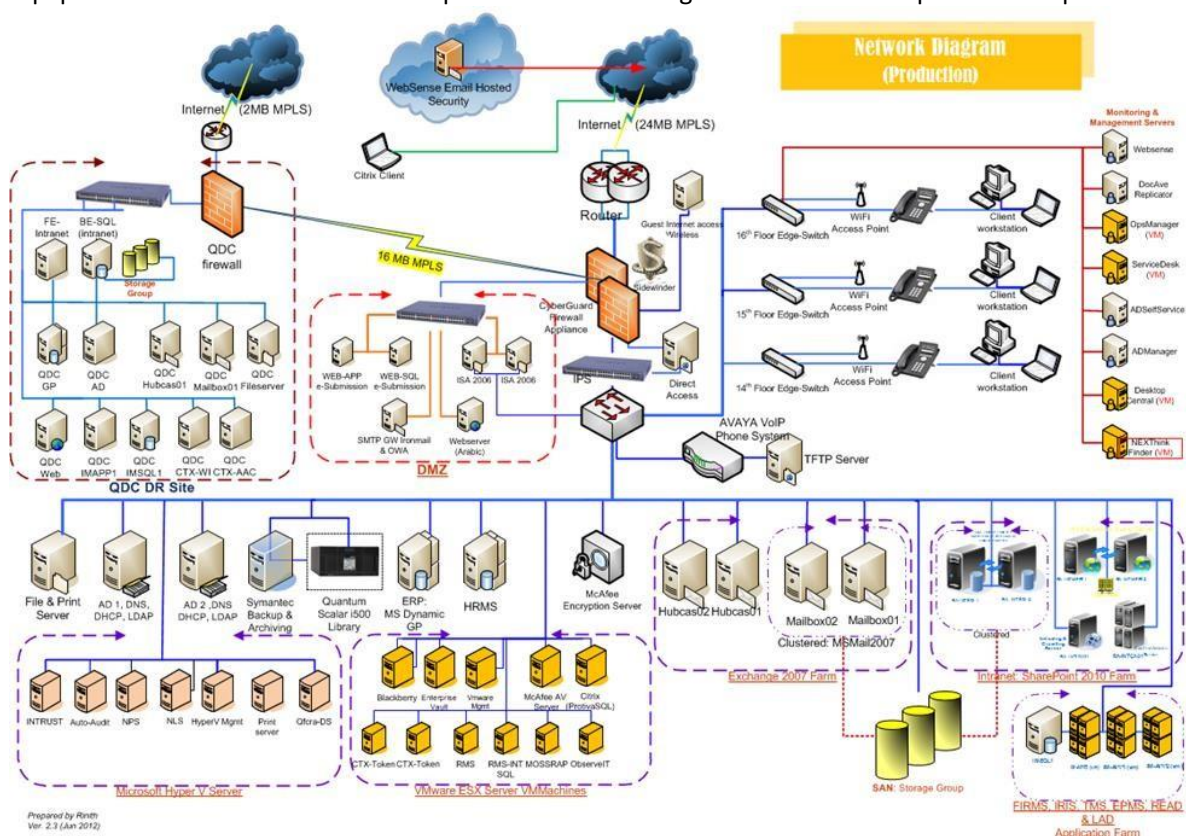 Network Diagram
(Production)
WebSense Email Hosted
Security
Internet (2MB MPLS)
Internet (24MB MPLS)
Citrix Client
Router
Guest Internet access
Wireless
Sidewinder
Monitoring &
Management Servers
Websense
DocAve
Replicator
OpsManager
(VM)
ServiceDesk
(VM)
ADSelfService
ADManager
Desktop
Central (VM)
NEXThink
Finder (VM)
16th Floor Edge-Switch
WiFi
Access Point
Client
workstation
15th Floor Edge-Switch
WiFi
Access Point
Client
workstation
14th Floor Edge-Switch
WiFi
Access Point
Client
workstation
FE-
Intranet
BE-SQL
(intranet)
Storage
Group
QDC
firewall
16 MB MPLS
QDC
GP
QDC
AD
QDC
Hubcas01
QDC
Mailbox01
QDC
Fileserver
QDC
Web
QDC
IMAPP1
QDC
IMSQL1
QDC
CTX-WI
QDC
CTX-AAC
QDC DR Site
CyberGuard
Firewall
Appliance
IPS
Direct
Access
WEB-APP
e-Submission
WEB-SQL
e-Submission
ISA 2006
ISA 2006
SMTP GW Ironmail
& OWA
Webserver
(Arabic)
DMZ
AVAYA VoIP
Phone System
TFTP Server
File & Print
Server
AD 1, DNS,
DHCP, LDAP
AD 2 ,DNS
DHCP, LDAP
Symantec
Backup &
Archiving
Quantum
Scalar i500
Library
ERP:
MS Dynamic
GP
HRMS
McAfee
Encryption Server
Hubcas02
Hubcas01
Mailbox02
Mailbox01
Clustered: MSMail2007
Exchange 2007 Farm
Clustered
Intranet: SharePoint 2010 Farm
INTRUST
Auto-Audit
NPS
NLS
HyperV Mgmt
Print
server
Qfcra-DS
Microsoft Hyper V Server
Blackberry
Enterprise
Vault
Vmware
Mgmt
McAfee AV
Server
Citrix
(ProtivaSQL)
CTX-Token
CTX-Token
RMS
RMS-INT
SQL
MOSSRAP
ObserveIT
VMware ESX Server VMMachines
SAN: Storage Group
FIRMS, IRIS, TMS, EPMS, READ
& LAD
Application Farm
Prepared by Rinth
Ver. 2.3 (Jun 2012)